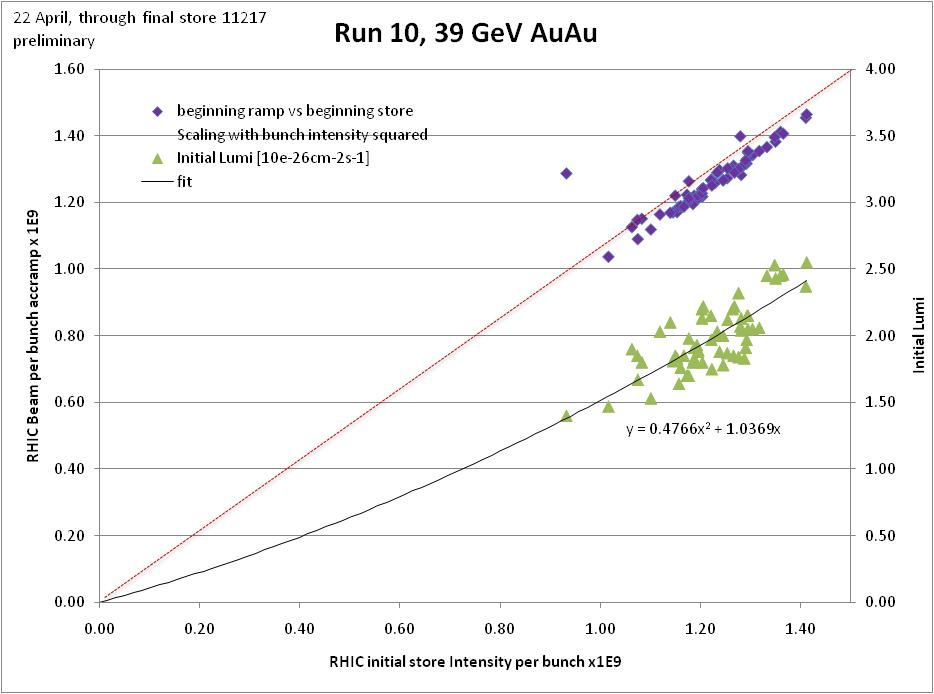 22 April, through final store 11217
preliminary
Run 10, 39 GeV AuAu
1.60
1.40
1.20
1.00
0.80
0.60
0.40
0.20
0.00
RHIC Beam per bunch accramp x 1E9
beginning ramp vs beginning store
Scaling with bunch intensity squared
Initial Lumi [10e-26cm-2s-1]
fit
y = 0.4766x² + 1.0369x
4.00
3.50
3.00
2.50
2.00
1.50
1.00
0.50
0.00
Initial Lumi
0.00 0.20 0.40 0.60 0.80 1.00 1.20 1.40
RHIC initial store Intensity per bunch x1E9